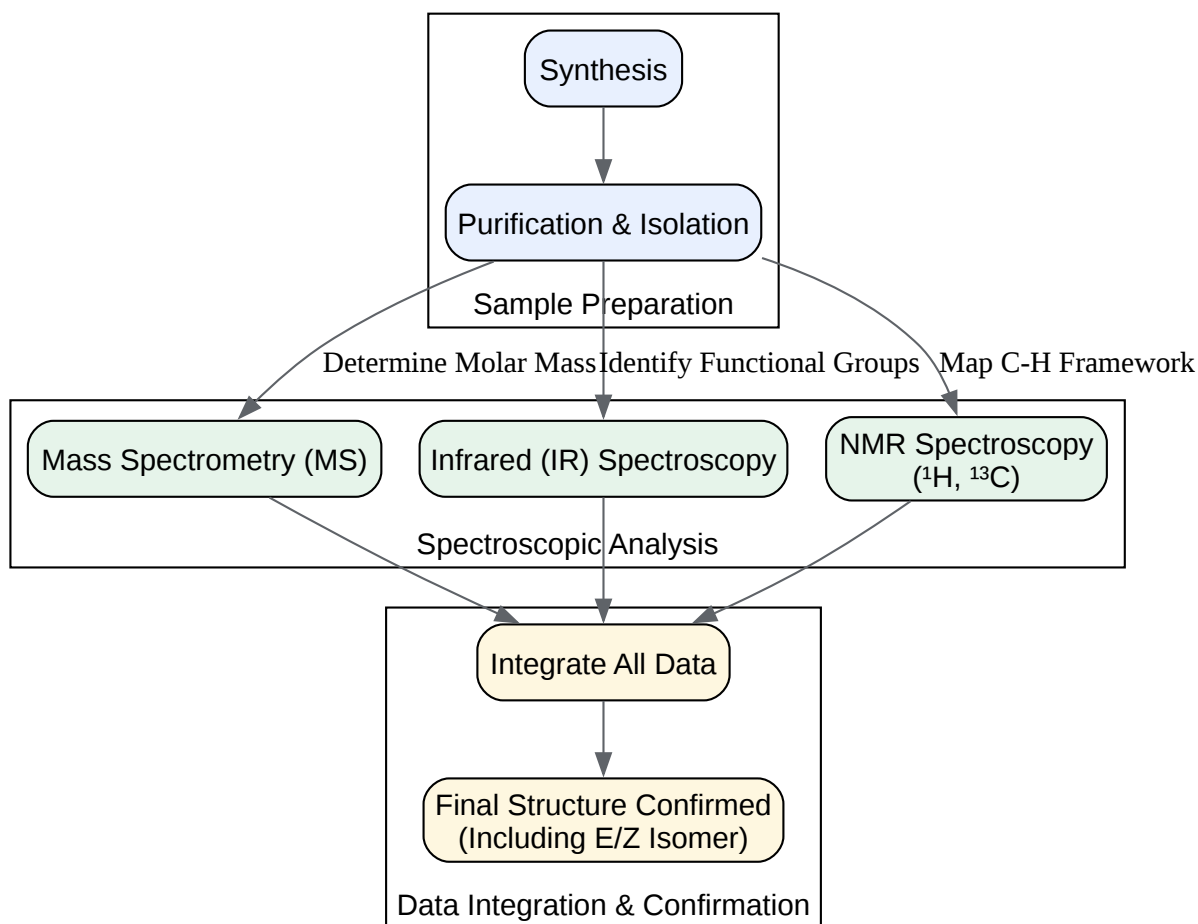 Synthesis
Purification & Isolation
Sample Preparation
Determine Molar Mass
Identify Functional Groups
Map C-H Framework
Mass Spectrometry (MS)
Infrared (IR) Spectroscopy
NMR Spectroscopy
(¹H, ¹³C)
Spectroscopic Analysis
Integrate All Data
Final Structure Confirmed
(Including E/Z Isomer)
Data Integration & Confirmation